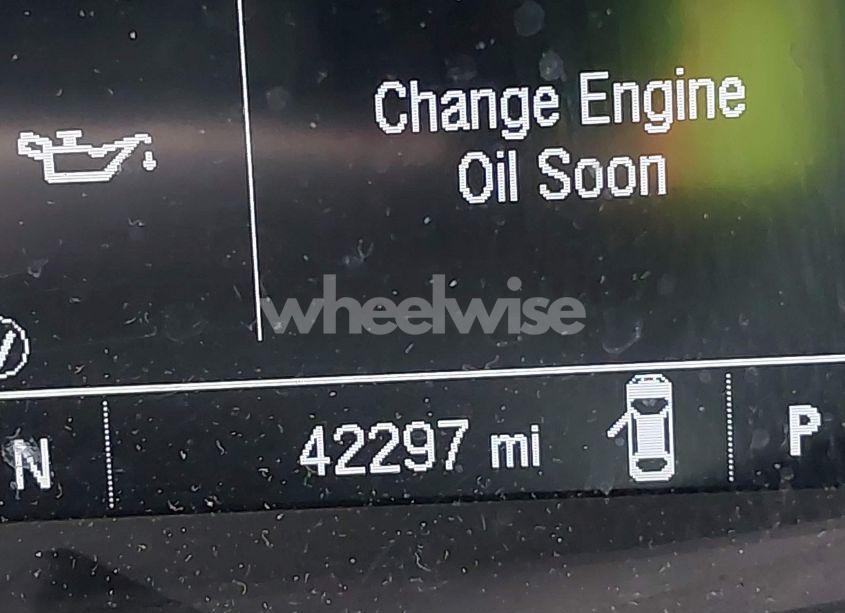 Change Engine
Oil Soon
wheelwise
N
42297 mi
P